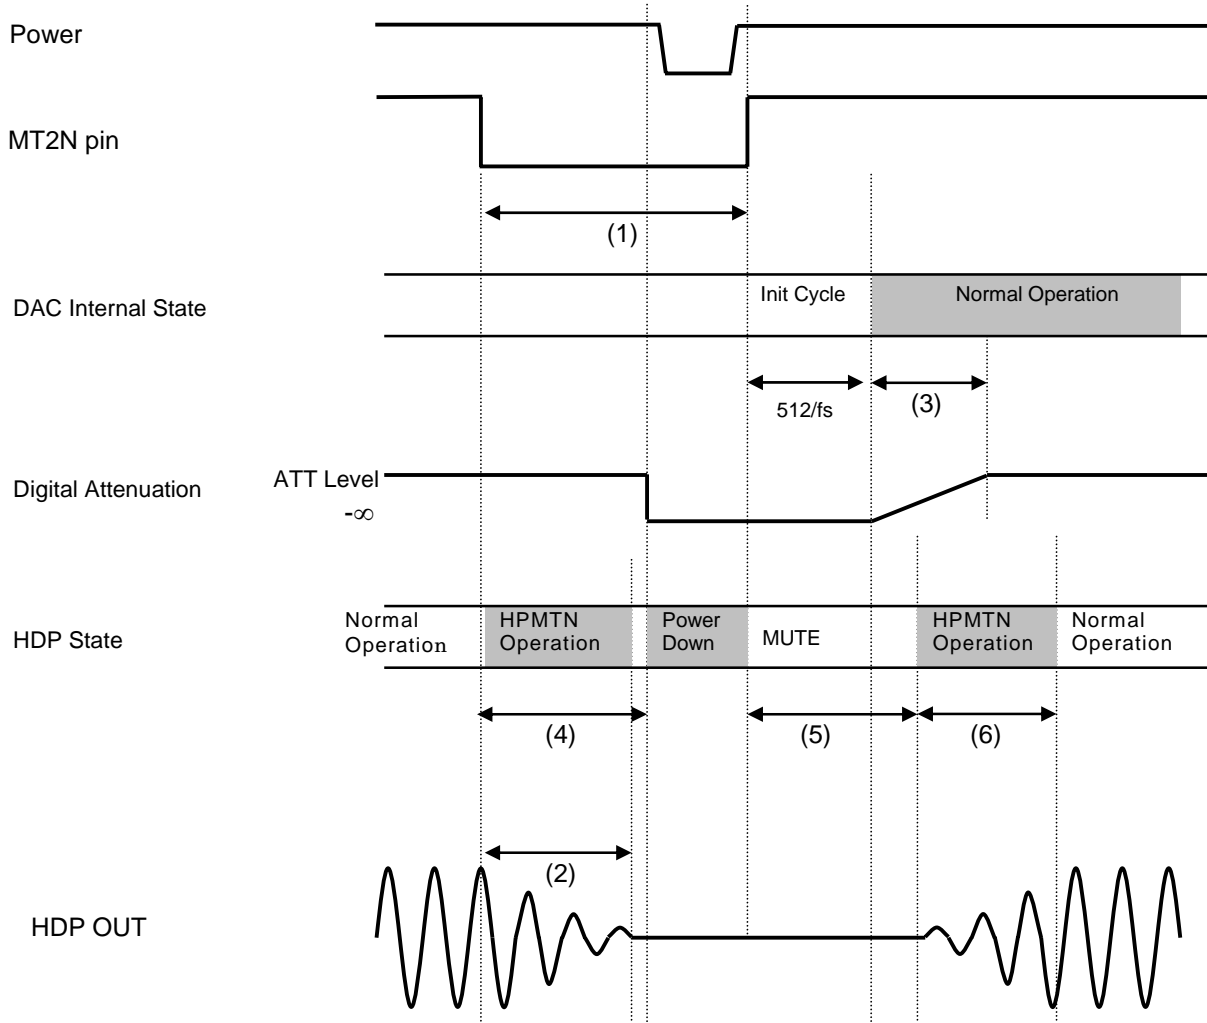 Power
MT2N pin
(1)
DAC Internal State
Init Cycle
Normal Operation
512/fs
(3)
Digital Attenuation
ATT Level
-∞
HDP State
Normal
Operation
HPMTN
Operation
Power
Down
MUTE
HPMTN
Operation
Normal
Operation
(4)
(5)
(6)
(2)
HDP OUT